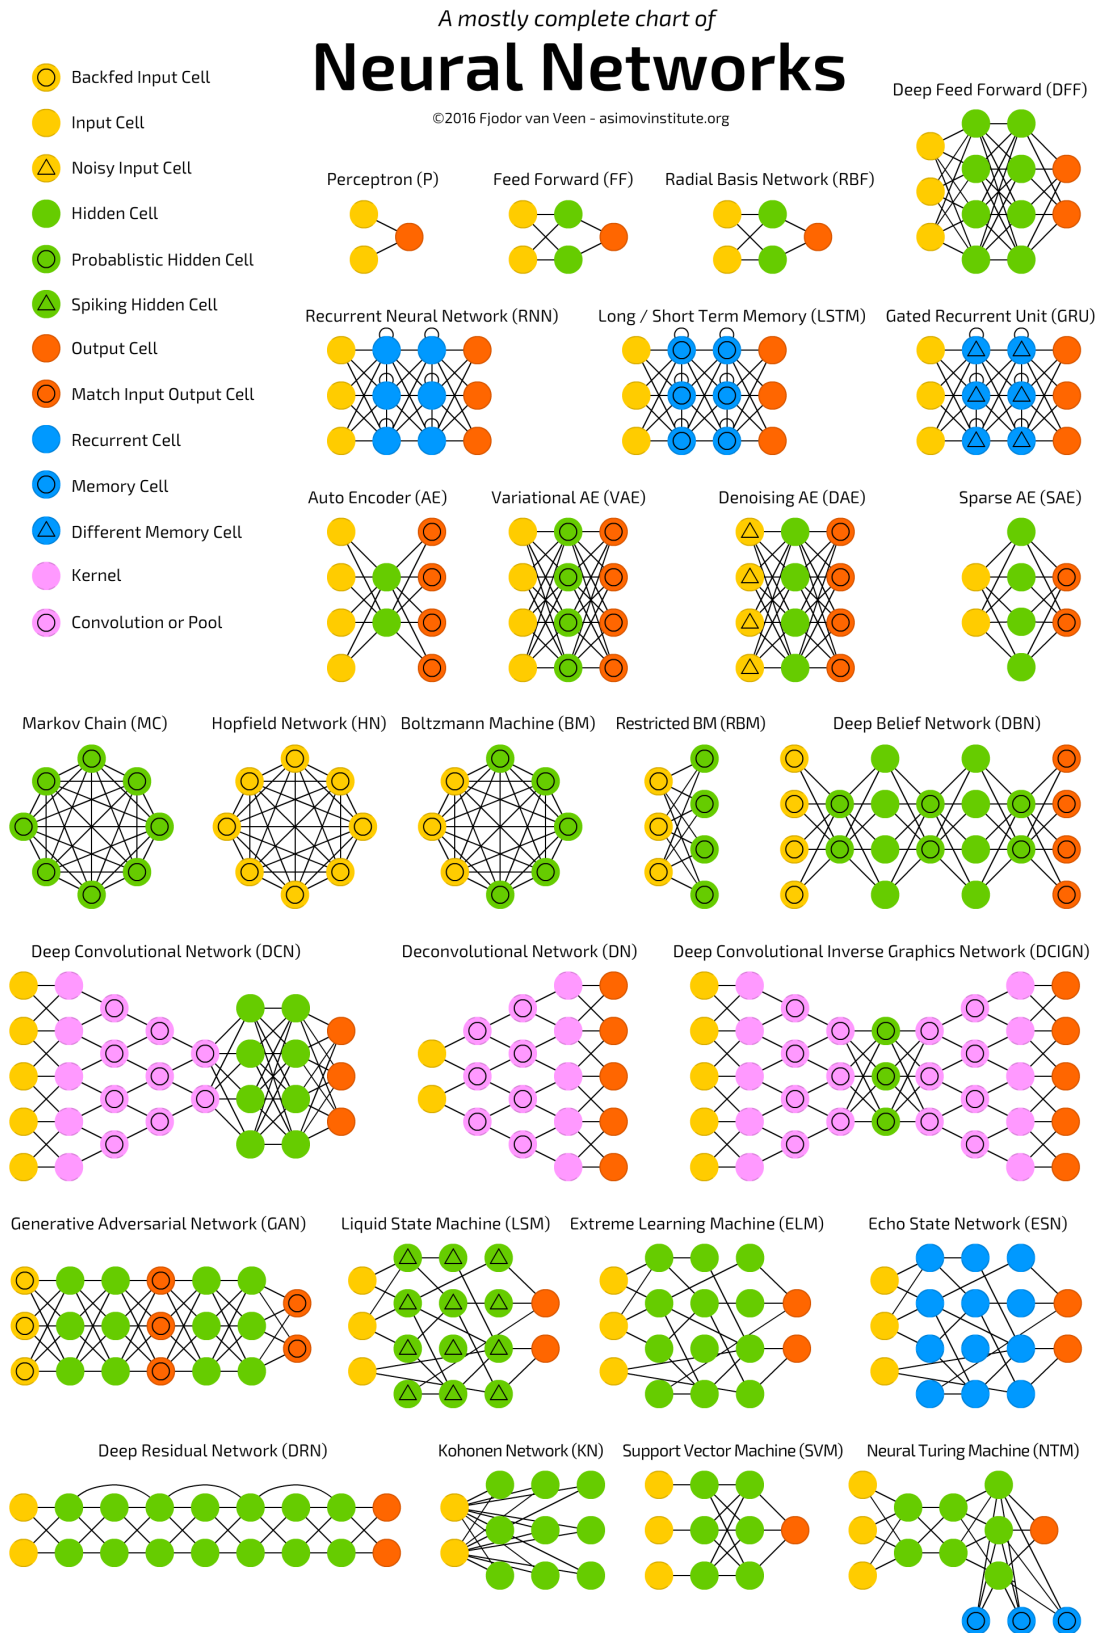 A mostly complete chart of
Neural Networks
©2016 Fjodor van Veen - asimovinstitute.org
Backfed Input Cell
Input Cell
Noisy Input Cell
Hidden Cell
Probablistic Hidden Cell
Spiking Hidden Cell
Output Cell
Match Input Output Cell
Recurrent Cell
Memory Cell
Different Memory Cell
Kernel
Convolution or Pool
Deep Feed Forward (DFF)
Perceptron (P)
Feed Forward (FF)
Radial Basis Network (RBF)
Recurrent Neural Network (RNN)
Long / Short Term Memory (LSTM)
Gated Recurrent Unit (GRU)
Auto Encoder (AE)
Variational AE (VAE)
Denoising AE (DAE)
Sparse AE (SAE)
Markov Chain (MC)
Hopfield Network (HN)
Boltzmann Machine (BM)
Restricted BM (RBM)
Deep Belief Network (DBN)
Deep Convolutional Network (DCN)
Deconvolutional Network (DN)
Deep Convolutional Inverse Graphics Network (DCIGN)
Generative Adversarial Network (GAN)
Liquid State Machine (LSM)
Extreme Learning Machine (ELM)
Echo State Network (ESN)
Deep Residual Network (DRN)
Kohonen Network (KN)
Support Vector Machine (SVM)
Neural Turing Machine (NTM)